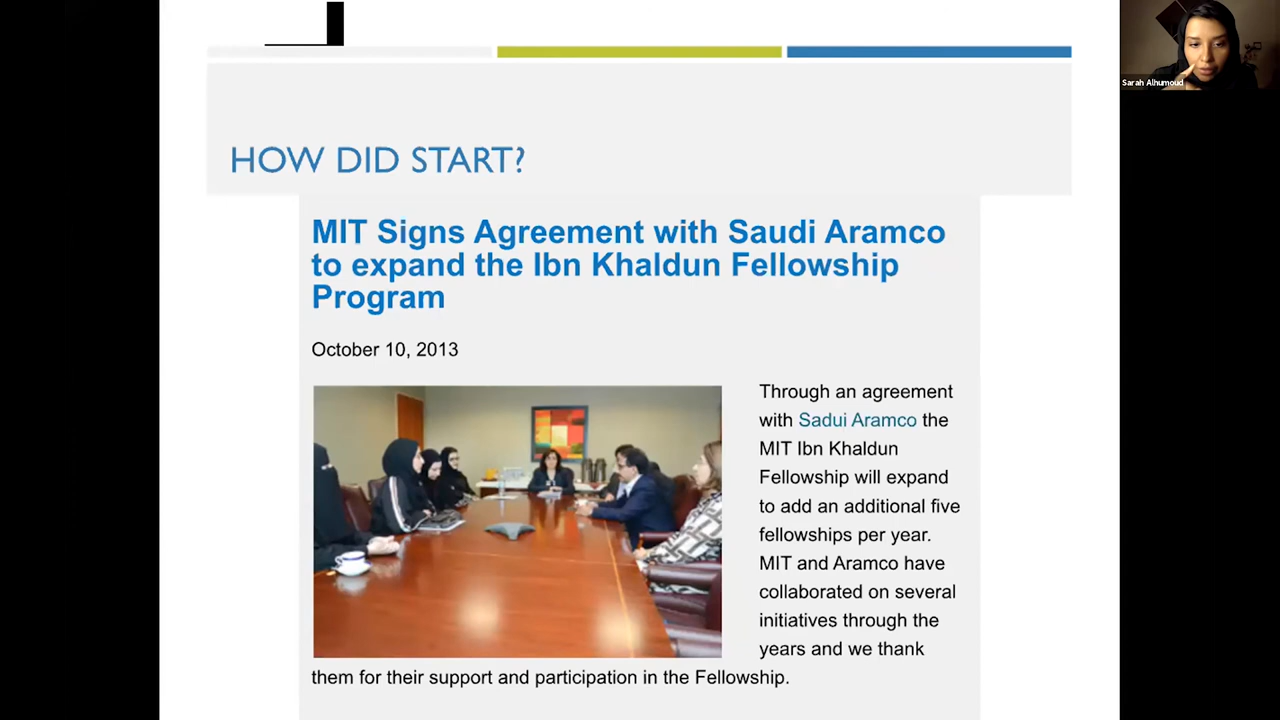 Sarah Alhumoud
HOW DID START?
MIT Signs Agreement with Saudi Aramco
to expand the Ibn Khaldun Fellowship
Program
October 10, 2013
Through an agreement
with Sadui Aramco the
MIT Ibn Khaldun
Fellowship will expand
to add an additional five
fellowships per year.
MIT and Aramco have
collaborated on several
initiatives through the
years and we thank
them for their support and participation in the Fellowship.